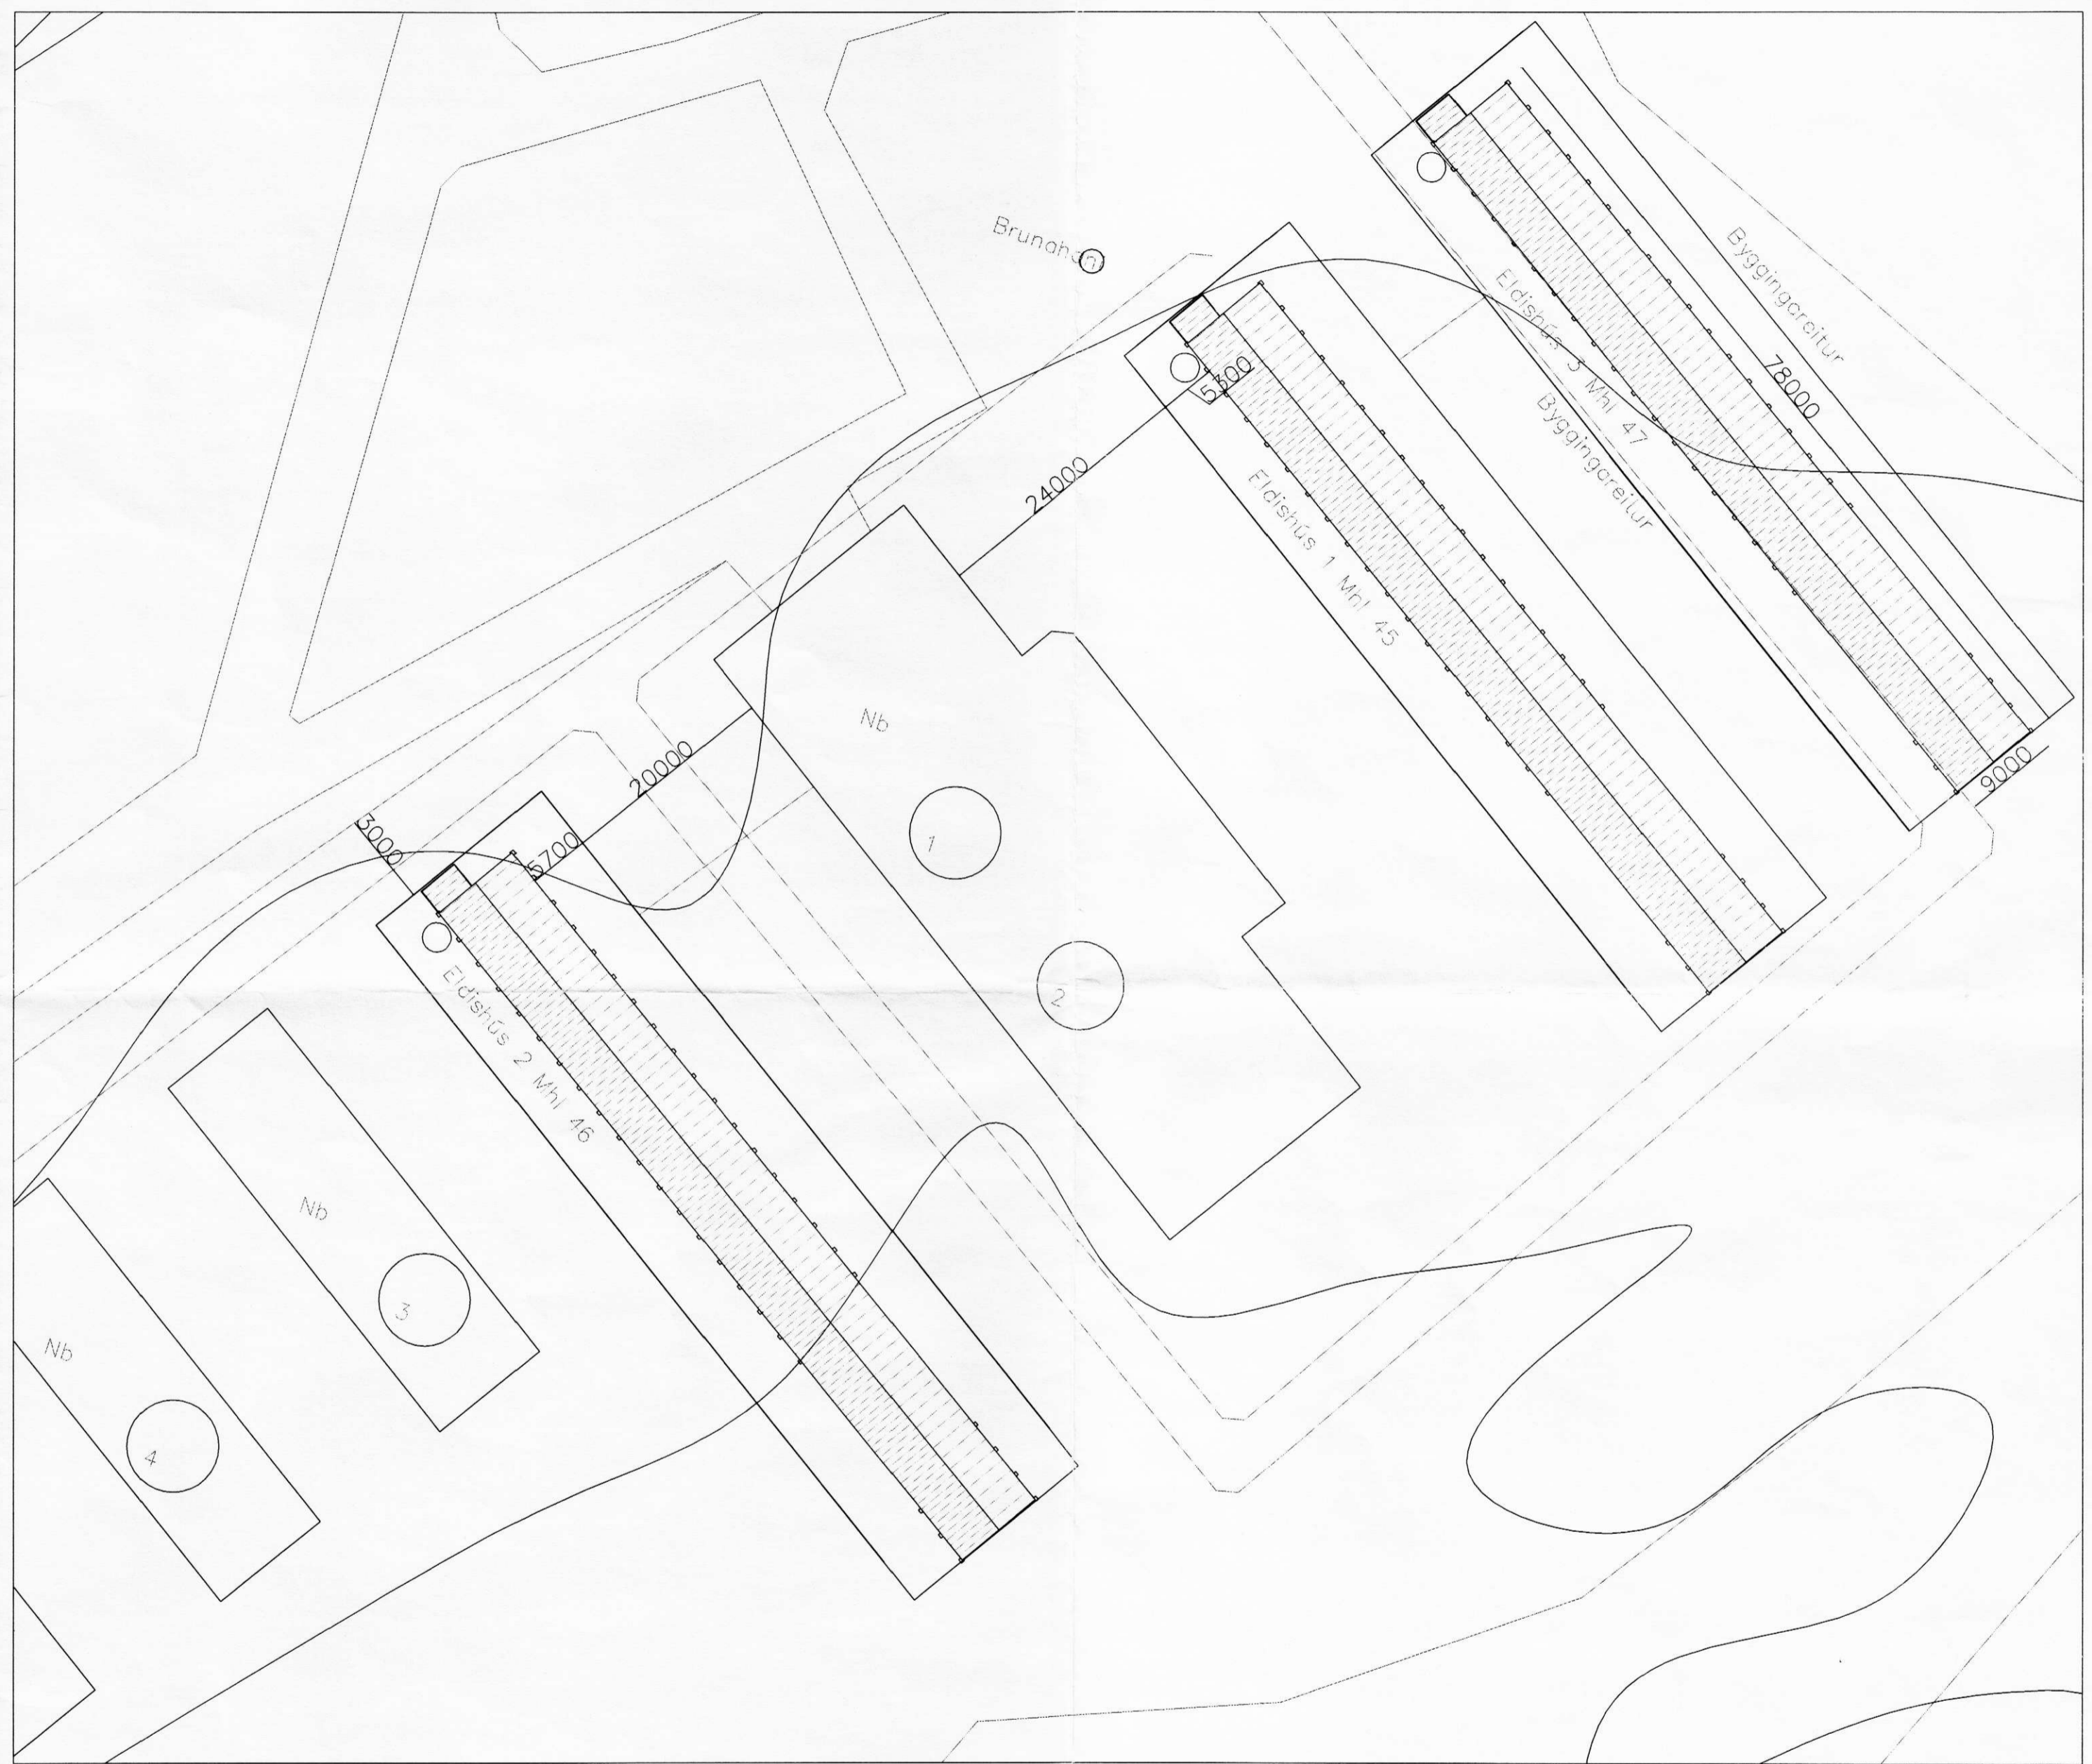 Brunahani
Byggingareitur
Eldishús 3 Mhl 47
78000
Byggingareitur
5300
24000
Eldishús 1 Mhl 45
9000
Nb
20000
3000
5700
1
2
Eldishús 2 Mhl 46
Nb
3
Nb
4